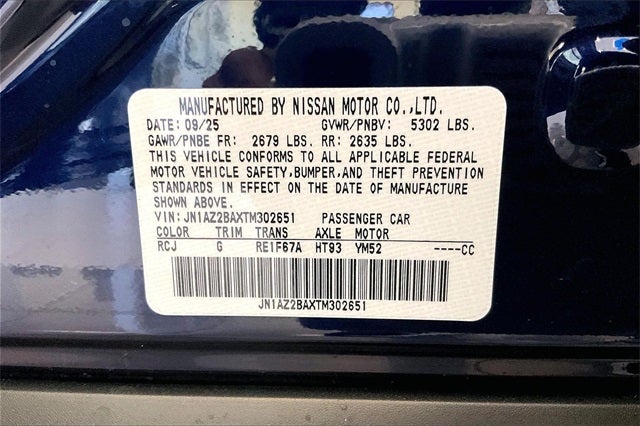 MANUFACTURED BY NISSAN MOTOR CO.,LTD.
DATE: 09/25 GVWR/PNBV: 5302 LBS.
GAWR/PNBE FR: 2679 LBS. RR: 2635 LBS.
THIS VEHICLE CONFORMS TO ALL APPLICABLE FEDERAL
MOTOR VEHICLE SAFETY,BUMPER,AND THEFT PREVENTION
STANDARDS IN EFFECT ON THE DATE OF MANUFACTURE
SHOWN ABOVE.
VIN: JN1AZ2BAXTM302651 PASSENGER CAR
COLOR TRIM TRANS AXLE MOTOR
RCJ G RE1F67A HT93 YM52 ----CC
JN1AZ2BAXTM302651